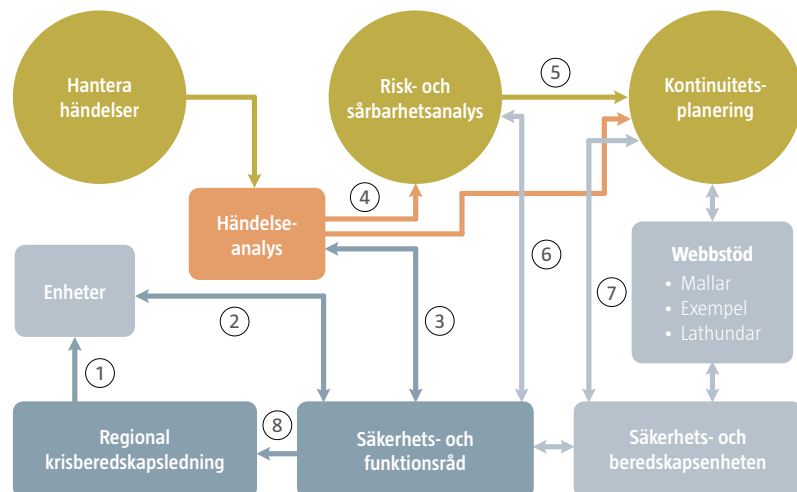 Hantera
händelser
Risk- och
sårbarhetsanalys
5
Kontinuitets-
planering
4
Händelse-
analys
6
7
Webbstöd
• Mallar
• Exempel
• Lathundar
Enheter
2
3
1
8
Regional
krisberedskapsledning
Säkerhets- och
funktionsråd
Säkerhets- och
beredskapsenheten